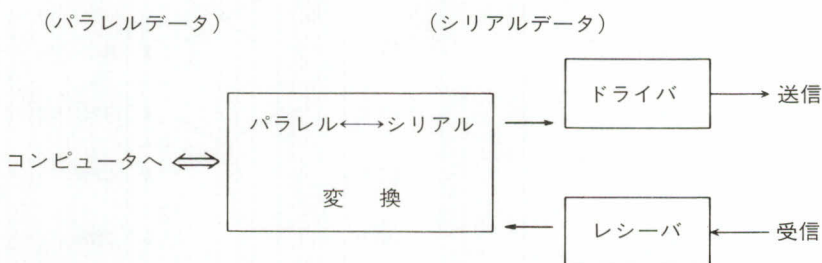 (パラレルデータ)
(シリアルデータ)
ドライバ
送信
パラレル←→シリアル
コンピュータへ
変 換
レシーバ
受信